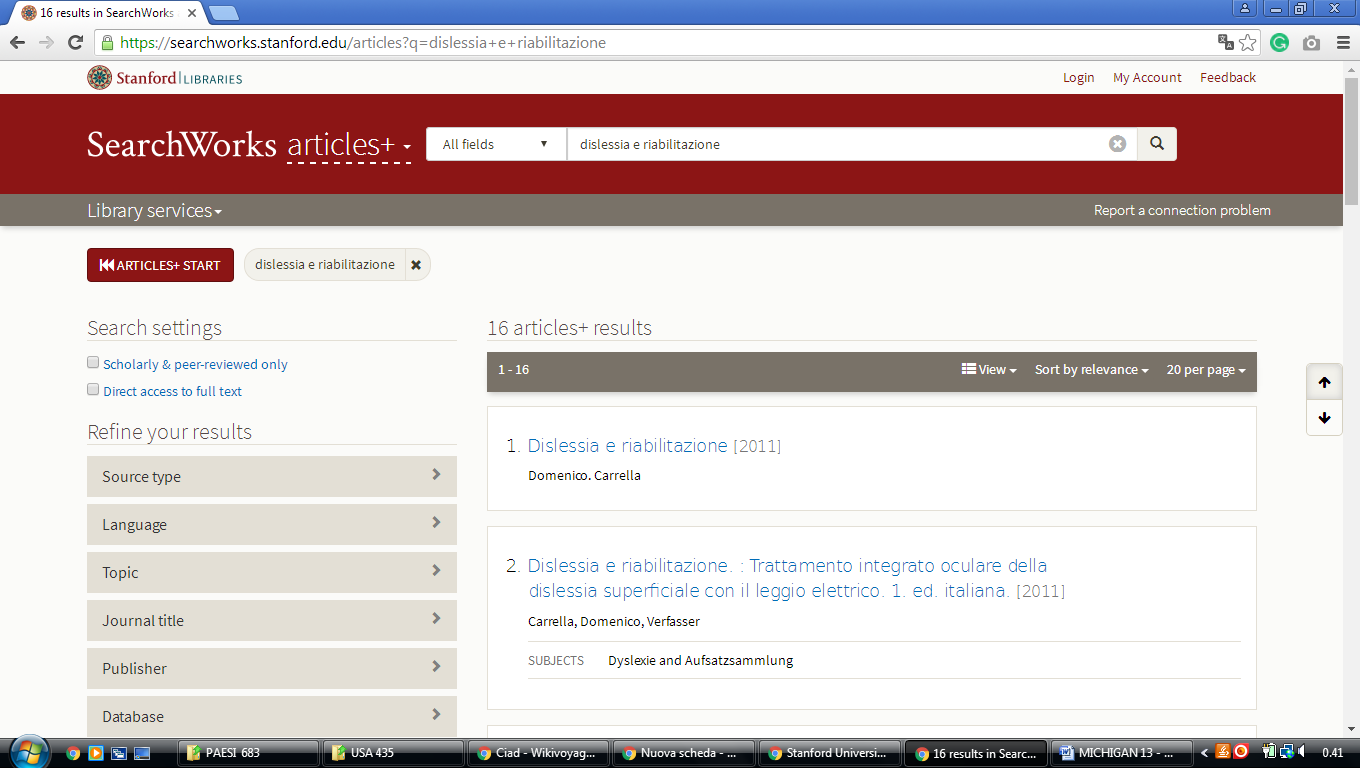 16 results in SearchWorks
https://searchworks.stanford.edu/articles?q=dislessia+e+riabilitazione
Stanford LIBRARIES
Login My Account Feedback
SearchWorks articles+
All fields
dislessia e riabilitazione
Library services
Report a connection problem
ARTICLES+ START
dislessia e riabilitazione
Search settings
Scholarly & peer-reviewed only
Direct access to full text
Refine your results
Source type
Language
Topic
Journal title
Publisher
Database
16 articles+ results
1 - 16
View Sort by relevance 20 per page
1. Dislessia e riabilitazione [2011]
Domenico. Carrella
2. Dislessia e riabilitazione. : Trattamento integrato oculare della
dislessia superficiale con il leggio elettrico. 1. ed. italiana. [2011]
Carrella, Domenico, Verfasser
SUBJECTS Dyslexie and Aufsatzsammlung
PAESI 683
USA 435
Ciad - Wikivoyag...
Nuova scheda - ...
Stanford Universi...
16 results in Searc...
MICHIGAN 13 - ...
0.41